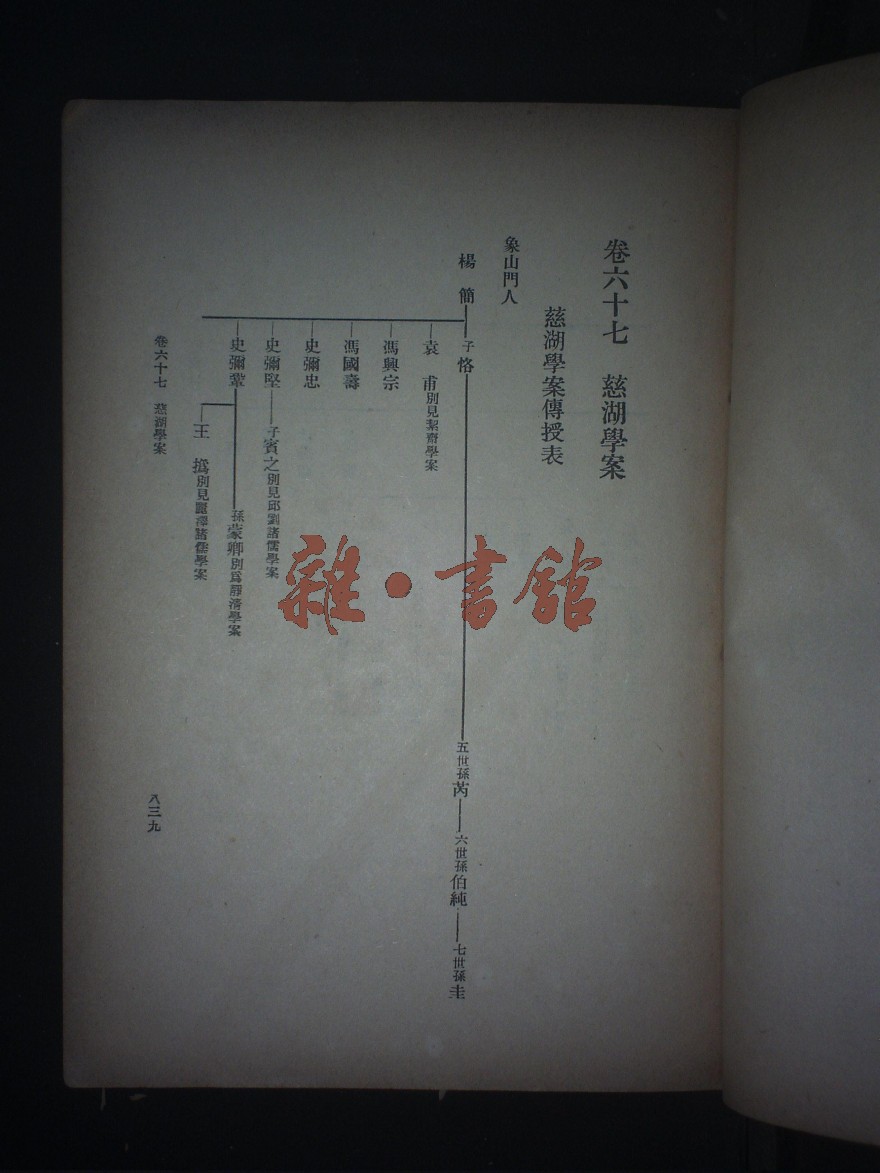 卷六十七　慈湖學案
慈湖學案傳授表
象山門人
楊　簡
子恪
五世孫芮
六世孫伯純
七世孫圭
袁　甫別見絜齋學案
馮興宗
馮國壽
史彌忠
史彌堅
子賓之別見邱劉諸儒學案
史彌鞏
孫蒙卿別為靜清學案
王　撝別見麗澤諸儒學案
卷六十七　慈湖學案
八三九
雜·書館